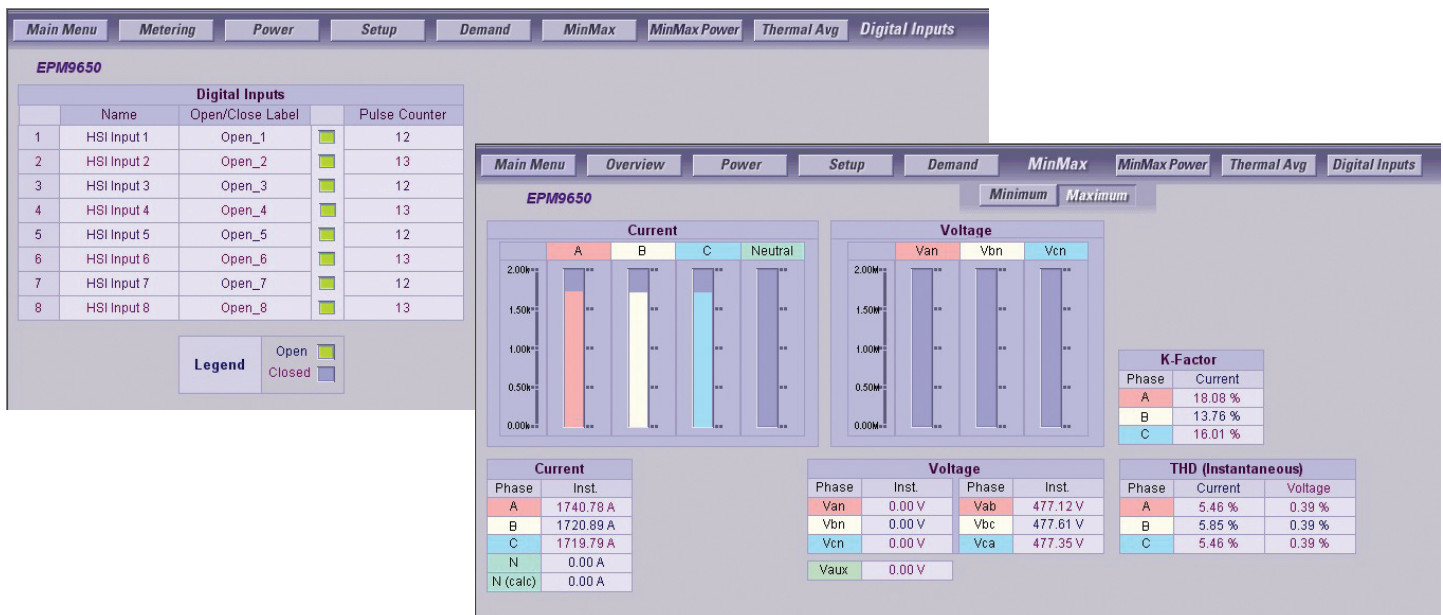 Main Menu Metering Power Setup Demand MinMax MinMax Power Thermal Avg Digital Inputs
EPM9650
Digital Inputs
Name Open/Close Label Pulse Counter
1 HSI Input 1 Open_1 12
2 HSI Input 2 Open_2 13
3 HSI Input 3 Open_3 12
4 HSI Input 4 Open_4 13
5 HSI Input 5 Open_5 12
6 HSI Input 6 Open_6 13
7 HSI Input 7 Open_7 12
8 HSI Input 8 Open_8 13
Legend
Open
Closed
Main Menu Overview Power Setup Demand MinMax MinMax Power Thermal Avg Digital Inputs
EPM9650
Minimum Maximum
Current
A B C Neutral
2.00k
1.50k
1.00k
0.50k
0.00k
Voltage
Van Vbn Vcn
2.00M
1.50M
1.00M
0.50M
0.00M
K-Factor
Phase Current
A 18.08 %
B 13.76 %
C 16.01 %
Current
Phase Inst.
A 1740.78 A
B 1720.89 A
C 1719.79 A
N 0.00 A
N (calc) 0.00 A
Voltage
Phase Inst. Phase Inst.
Van 0.00 V Vab 477.12 V
Vbn 0.00 V Vbc 477.61 V
Vcn 0.00 V Vca 477.35 V
Vaux 0.00 V
THD (Instantaneous)
Phase Current Voltage
A 5.46 % 0.39 %
B 5.85 % 0.39 %
C 5.46 % 0.39 %